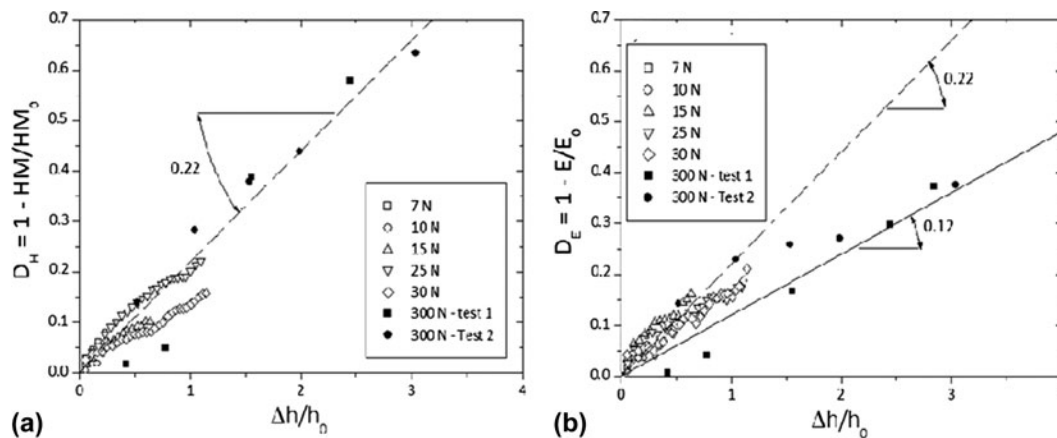 0.7
0.6
0.5
0.4
0.3
0.2
0.1
0.0
D_H = 1 - HM/HM_0
0.22
7 N
10 N
15 N
25 N
30 N
300 N - test 1
300 N - Test 2
0
1
2
3
4
Δh/h_0
(a)
0.7
0.6
0.5
0.4
0.3
0.2
0.1
0.0
D_E = 1 - E/E_0
7 N
10 N
15 N
25 N
30 N
300 N - test 1
300 N - Test 2
0.22
0.12
0
1
2
3
4
Δh/h_0
(b)